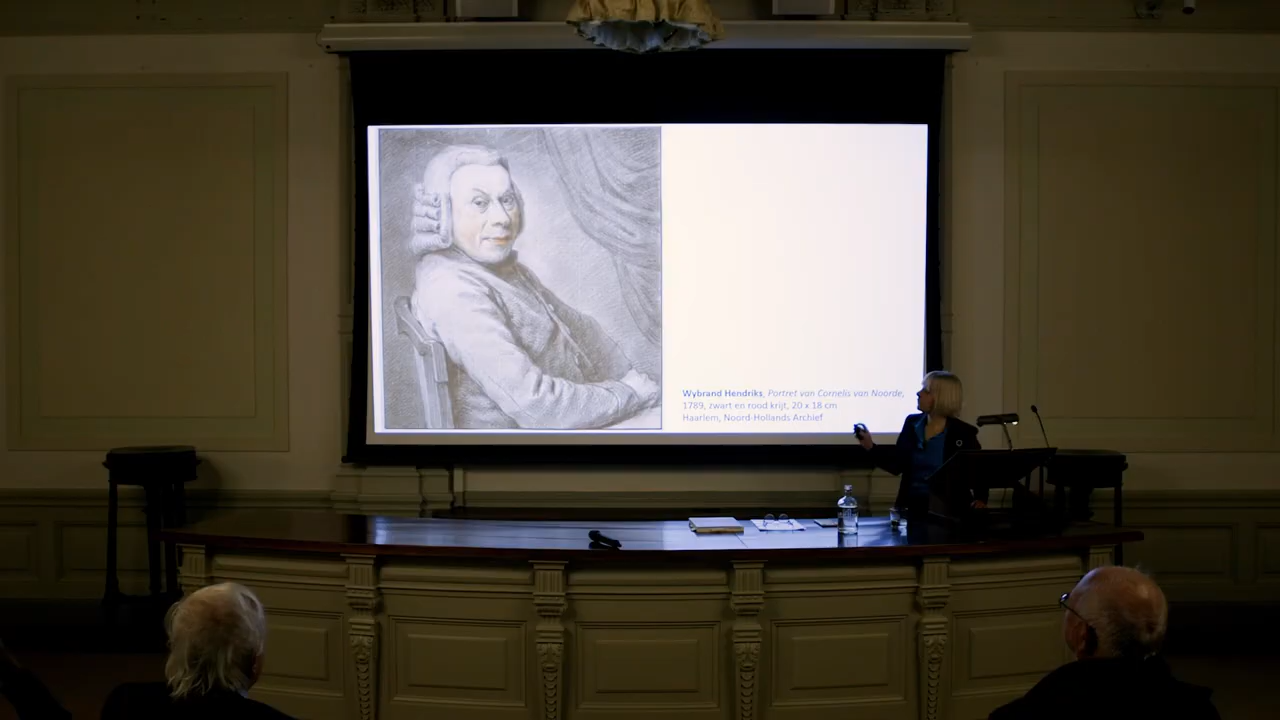 Wybrand Hendriks, Portret van Cornelis van Noorde,
1789, zwart en rood krijt, 20 x 18 cm
Haarlem, Noord-Hollands Archief